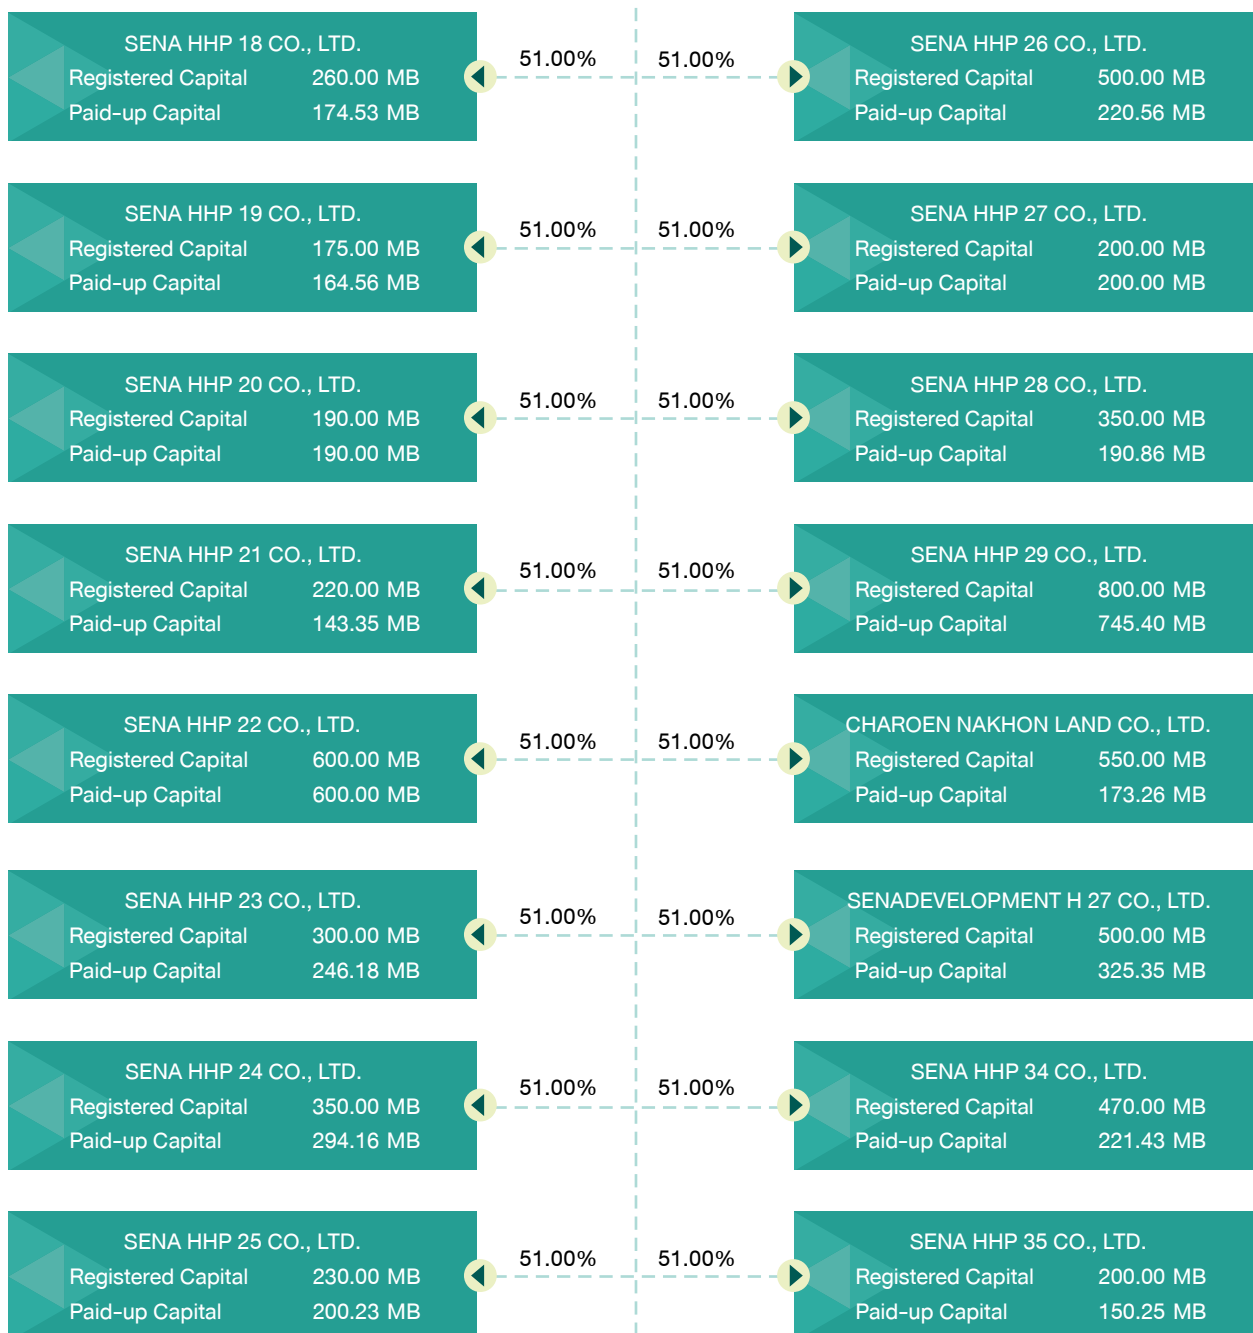 SENA HHP 18 CO., LTD.
Registered Capital 260.00 MB
Paid-up Capital 174.53 MB
51.00%
51.00%
SENA HHP 26 CO., LTD.
Registered Capital 500.00 MB
Paid-up Capital 220.56 MB
SENA HHP 19 CO., LTD.
Registered Capital 175.00 MB
Paid-up Capital 164.56 MB
51.00%
51.00%
SENA HHP 27 CO., LTD.
Registered Capital 200.00 MB
Paid-up Capital 200.00 MB
SENA HHP 20 CO., LTD.
Registered Capital 190.00 MB
Paid-up Capital 190.00 MB
51.00%
51.00%
SENA HHP 28 CO., LTD.
Registered Capital 350.00 MB
Paid-up Capital 190.86 MB
SENA HHP 21 CO., LTD.
Registered Capital 220.00 MB
Paid-up Capital 143.35 MB
51.00%
51.00%
SENA HHP 29 CO., LTD.
Registered Capital 800.00 MB
Paid-up Capital 745.40 MB
SENA HHP 22 CO., LTD.
Registered Capital 600.00 MB
Paid-up Capital 600.00 MB
51.00%
51.00%
CHAROEN NAKHON LAND CO., LTD.
Registered Capital 550.00 MB
Paid-up Capital 173.26 MB
SENA HHP 23 CO., LTD.
Registered Capital 300.00 MB
Paid-up Capital 246.18 MB
51.00%
51.00%
SENADEVELOPMENT H 27 CO., LTD.
Registered Capital 500.00 MB
Paid-up Capital 325.35 MB
SENA HHP 24 CO., LTD.
Registered Capital 350.00 MB
Paid-up Capital 294.16 MB
51.00%
51.00%
SENA HHP 34 CO., LTD.
Registered Capital 470.00 MB
Paid-up Capital 221.43 MB
SENA HHP 25 CO., LTD.
Registered Capital 230.00 MB
Paid-up Capital 200.23 MB
51.00%
51.00%
SENA HHP 35 CO., LTD.
Registered Capital 200.00 MB
Paid-up Capital 150.25 MB